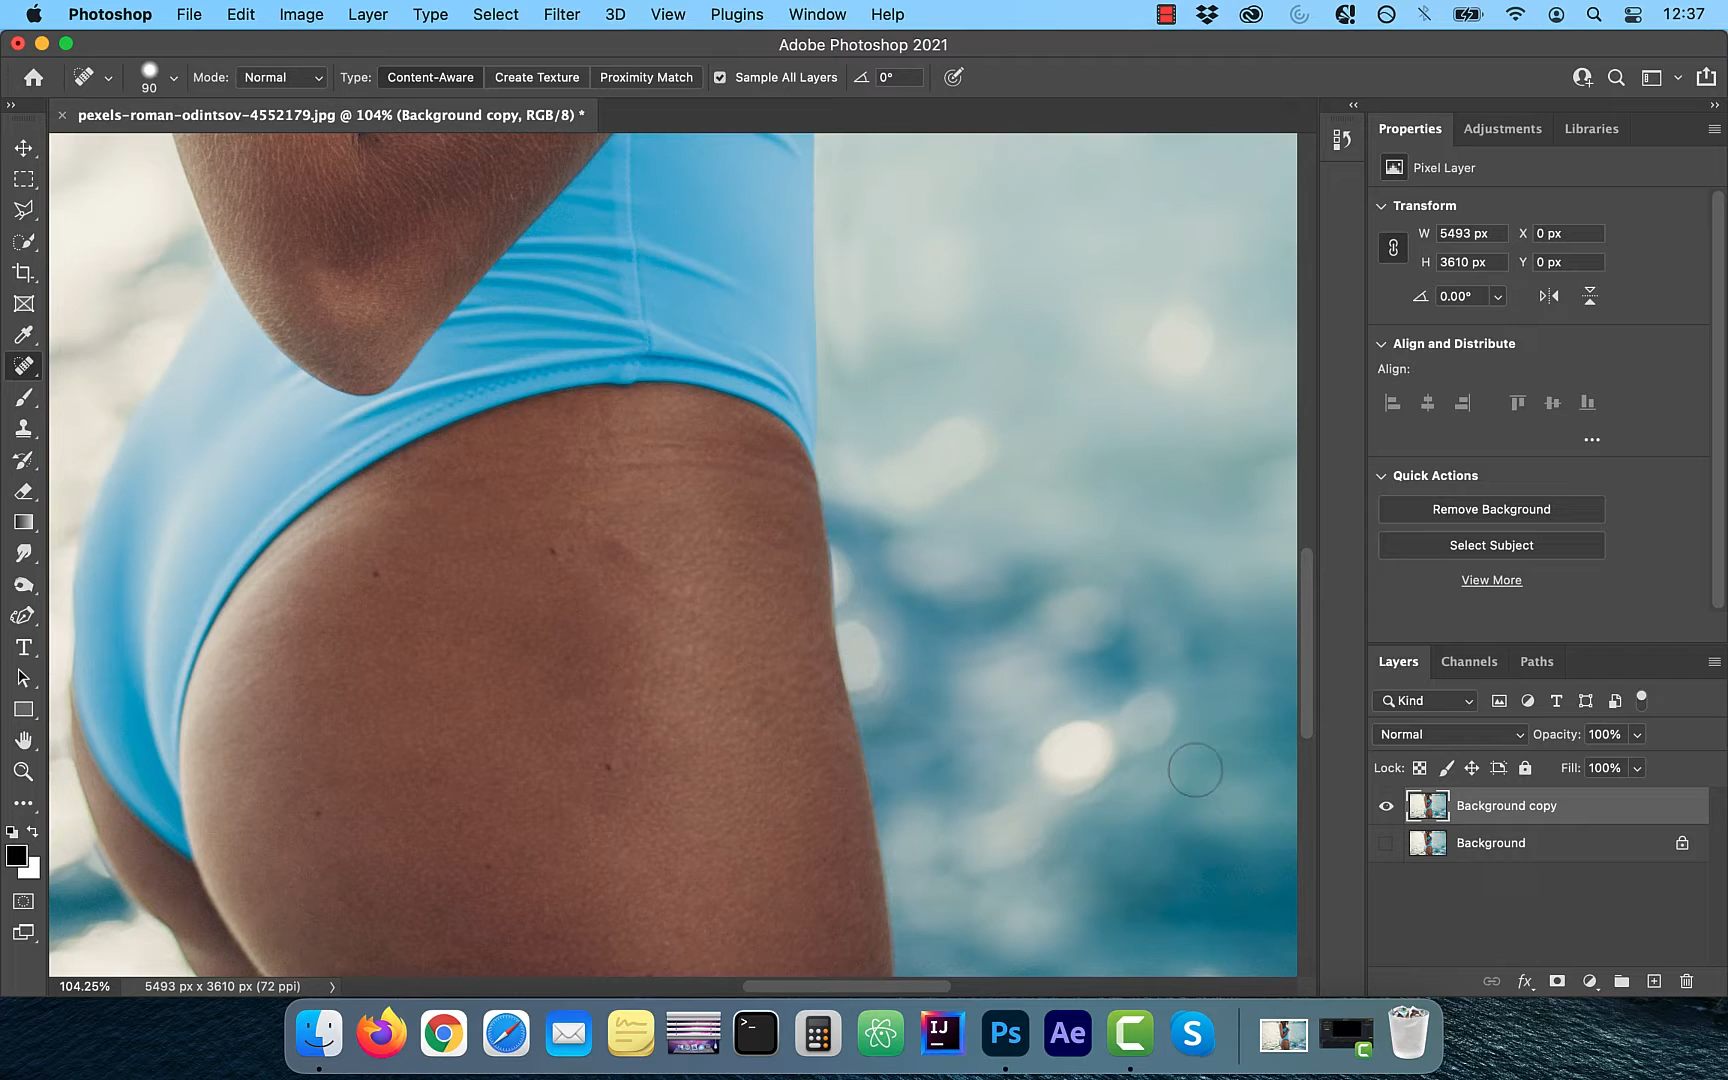 Photoshop File Edit Image Layer Type Select Filter 3D View Plugins Window Help 12:37
Adobe Photoshop 2021
90 Mode: Normal Type: Content-Aware Create Texture Proximity Match Sample All Layers 0°
pexels-roman-odintsov-4552179.jpg @ 104% (Background copy, RGB/8) *
Properties Adjustments Libraries
Pixel Layer
Transform
W 5493 px X 0 px
H 3610 px Y 0 px
0.00°
Align and Distribute
Align:
Quick Actions
Remove Background
Select Subject
View More
Layers Channels Paths
Kind
Normal Opacity: 100%
Lock: Fill: 100%
Background copy
Background
fx
104.25% 5493 px x 3610 px (72 ppi)
IJ Ps Ae C S